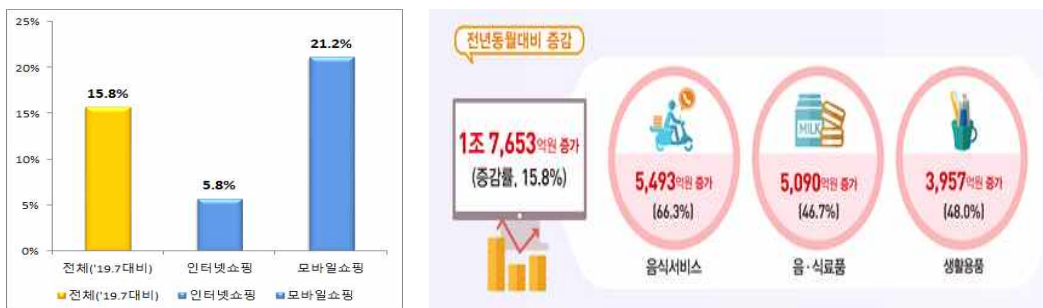 25%
20%
15%
10%
5%
0%
15.8%
5.8%
21.2%
전체('19.7대비) 인터넷쇼핑 모바일쇼핑
전체('19.7대비) 인터넷쇼핑 모바일쇼핑
전년동월대비 증감
1조 7,653억원 증가
(증감률, 15.8%)
5,493억원 증가
(66.3%)
음식서비스
MILK
5,090억원 증가
(46.7%)
음·식료품
3,957억원 증가
(48.0%)
생활용품